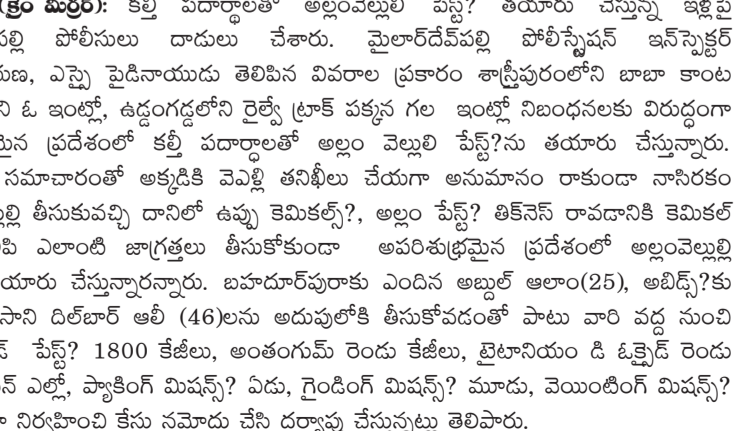 (క్రైం మిర్రర్): కల్తీ పదార్థాలతో అల్లంవెల్లుల్లి పేస్ట్? తయారు చేస్తున్న ఇళ్లపై
పల్లి పోలీసులు దాడులు చేశారు. మైలార్‌దేవ్‌పల్లి పోలీస్టేషన్ ఇన్‌స్పెక్టర్
ఎస్సై పైడినాయుడు తెలిపిన వివరాల ప్రకారం శాస్త్రీపురంలోని బాబా కాంట
ని ఓ ఇంట్లో, ఉడ్డంగడ్డలోని రైల్వే ట్రాక్ పక్కన గల ఇంట్లో నిబంధనలకు విరుద్ధంగా
మైన ప్రదేశంలో కల్తీ పదార్ధాలతో అల్లం వెల్లులి పేస్ట్?ను తయారు చేస్తున్నారు.
సమాచారంతో అక్కడికి వెఎళ్లి తనిఖీలు చేయగా అనుమానం రాకుండా నాసిరకం
ల్లి తీసుకువచ్చి దానిలో ఉప్పు కెమికల్స్?, అల్లం పేస్ట్? తిక్‌నెస్ రావడానికి కెమికల్
పి ఎలాంటి జాగ్రత్తలు తీసుకోకుండా అపరిశుభ్రమైన ప్రదేశంలో అల్లంవెల్లుల్లి
యారు చేస్తున్నారన్నారు. బహదూర్‌పురాకు ఎందిన అబ్దుల్ ఆలాం(25), అబిడ్స్?కు
సాని దిల్‌బార్ ఆలీ (46)లను అదుపులోకి తీసుకోవడంతో పాటు వారి వద్ద నుంచి
డ్ పేస్ట్? 1800 కేజీలు, అంతంగుమ్ రెండు కేజీలు, టైటానియం డి ఓక్సైడ్ రెండు
న్ ఎల్లో, ప్యాకింగ్ మిషన్స్? ఏడు, గ్రైండింగ్ మిషన్స్? మూడు, వెయింటింగ్ మిషన్స్?
నిర్వహించి కేసు నమోదు చేసి దర్యాప్తు చేస్తున్నట్లు తెలిపారు.